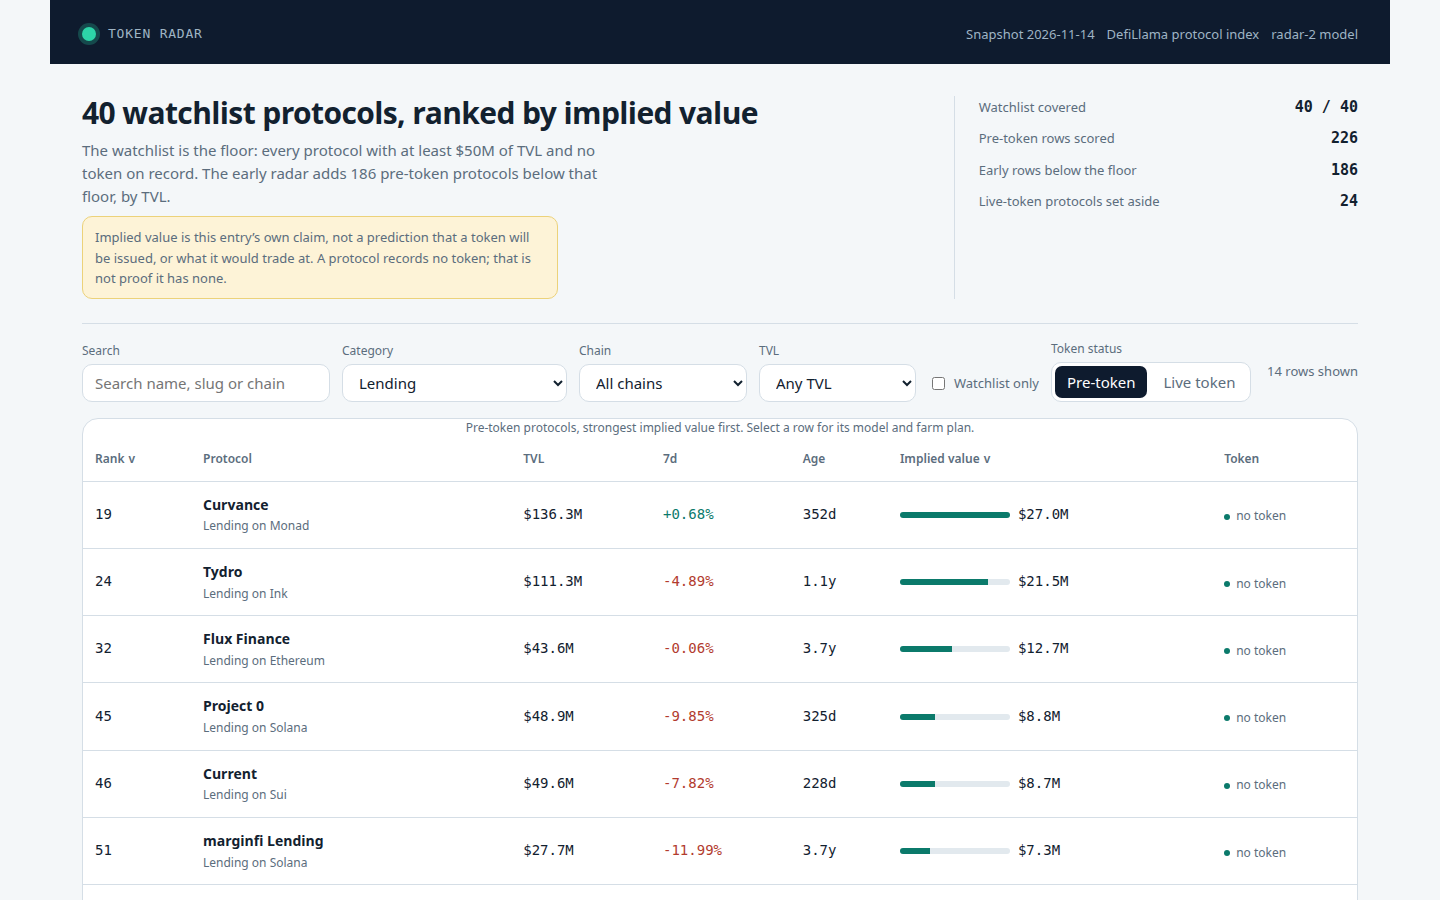 TOKEN RADAR
Snapshot 2026-11-14 DefiLlama protocol index radar-2 model
40 watchlist protocols, ranked by implied value
The watchlist is the floor: every protocol with at least $50M of TVL and no
token on record. The early radar adds 186 pre-token protocols below that
floor, by TVL.
Implied value is this entry's own claim, not a prediction that a token will
be issued, or what it would trade at. A protocol records no token; that is
not proof it has none.
Watchlist covered 40 / 40
Pre-token rows scored 226
Early rows below the floor 186
Live-token protocols set aside 24
Search Category Chain TVL Token status
Search name, slug or chain Lending All chains Any TVL Watchlist only Pre-token Live token 14 rows shown
Pre-token protocols, strongest implied value first. Select a row for its model and farm plan.
Rank v Protocol TVL 7d Age Implied value v Token
19 Curvance $136.3M +0.68% 352d $27.0M no token
Lending on Monad
24 Tydro $111.3M -4.89% 1.1y $21.5M no token
Lending on Ink
32 Flux Finance $43.6M -0.06% 3.7y $12.7M no token
Lending on Ethereum
45 Project 0 $48.9M -9.85% 325d $8.8M no token
Lending on Solana
46 Current $49.6M -7.82% 228d $8.7M no token
Lending on Sui
51 marginfi Lending $27.7M -11.99% 3.7y $7.3M no token
Lending on Solana